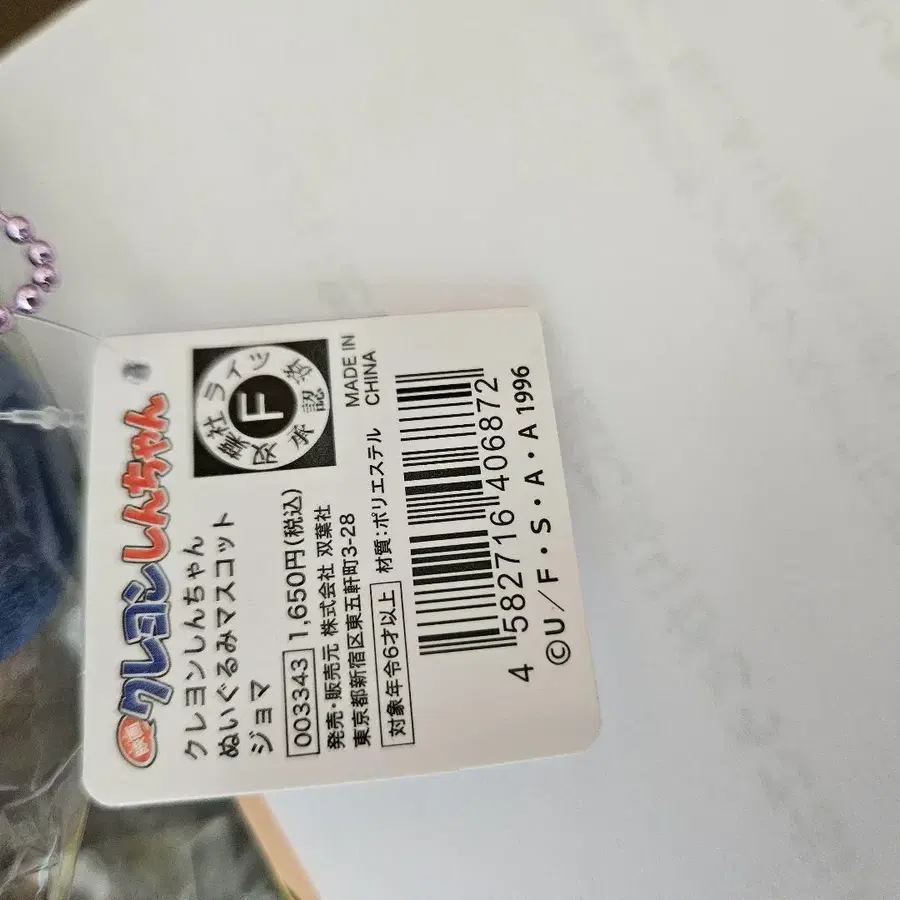 映画
クレヨンしんちゃん
クレヨンしんちゃん
ぬいぐるみマスコット
ジョマ
003343 1,650円(税込)
発売・販売元 株式会社 双葉社
東京都新宿区東五軒町3-28
対象年令6才以上 材質:ポリエステル
F
双葉社ライツ
承認
MADE IN
CHINA
4 582716 406872
©U/F・S・A・A 1996